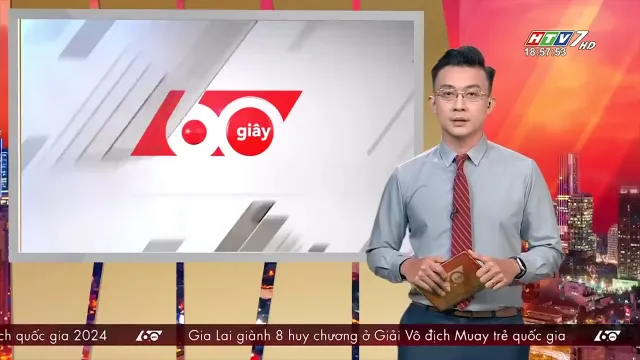 HTV7 HD
18:57:53
60 giây
ch quốc gia 2024
60
Gia Lai giành 8 huy chương ở Giải Vô địch Muay trẻ quốc gia